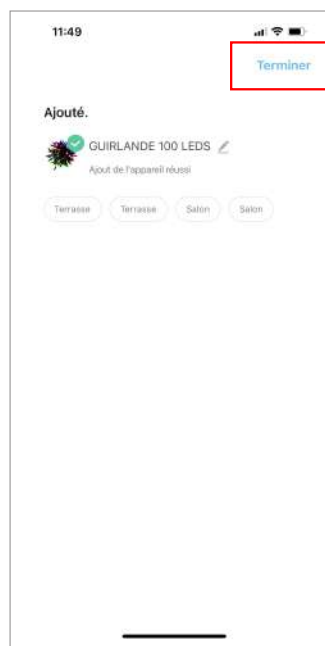 11:49
Terminer
Ajouté.
GUIRLANDE 100 LEDS
Ajout de l'appareil réussi
Terrasse Terrasse Salon Salon